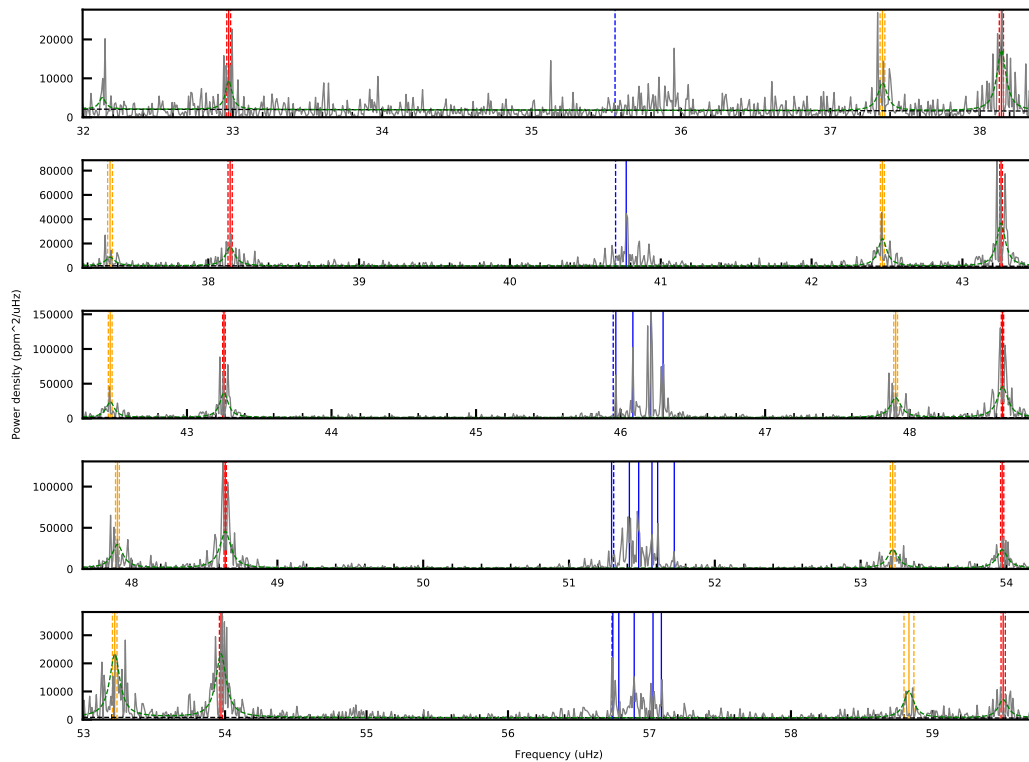 20000
10000
0
32 33 34 35 36 37 38
80000
60000
40000
20000
0
38 39 40 41 42 43
Power density (ppm^2/uHz)
150000
100000
50000
0
43 44 45 46 47 48
100000
50000
0
48 49 50 51 52 53 54
30000
20000
10000
0
53 54 55 56 57 58 59
Frequency (uHz)